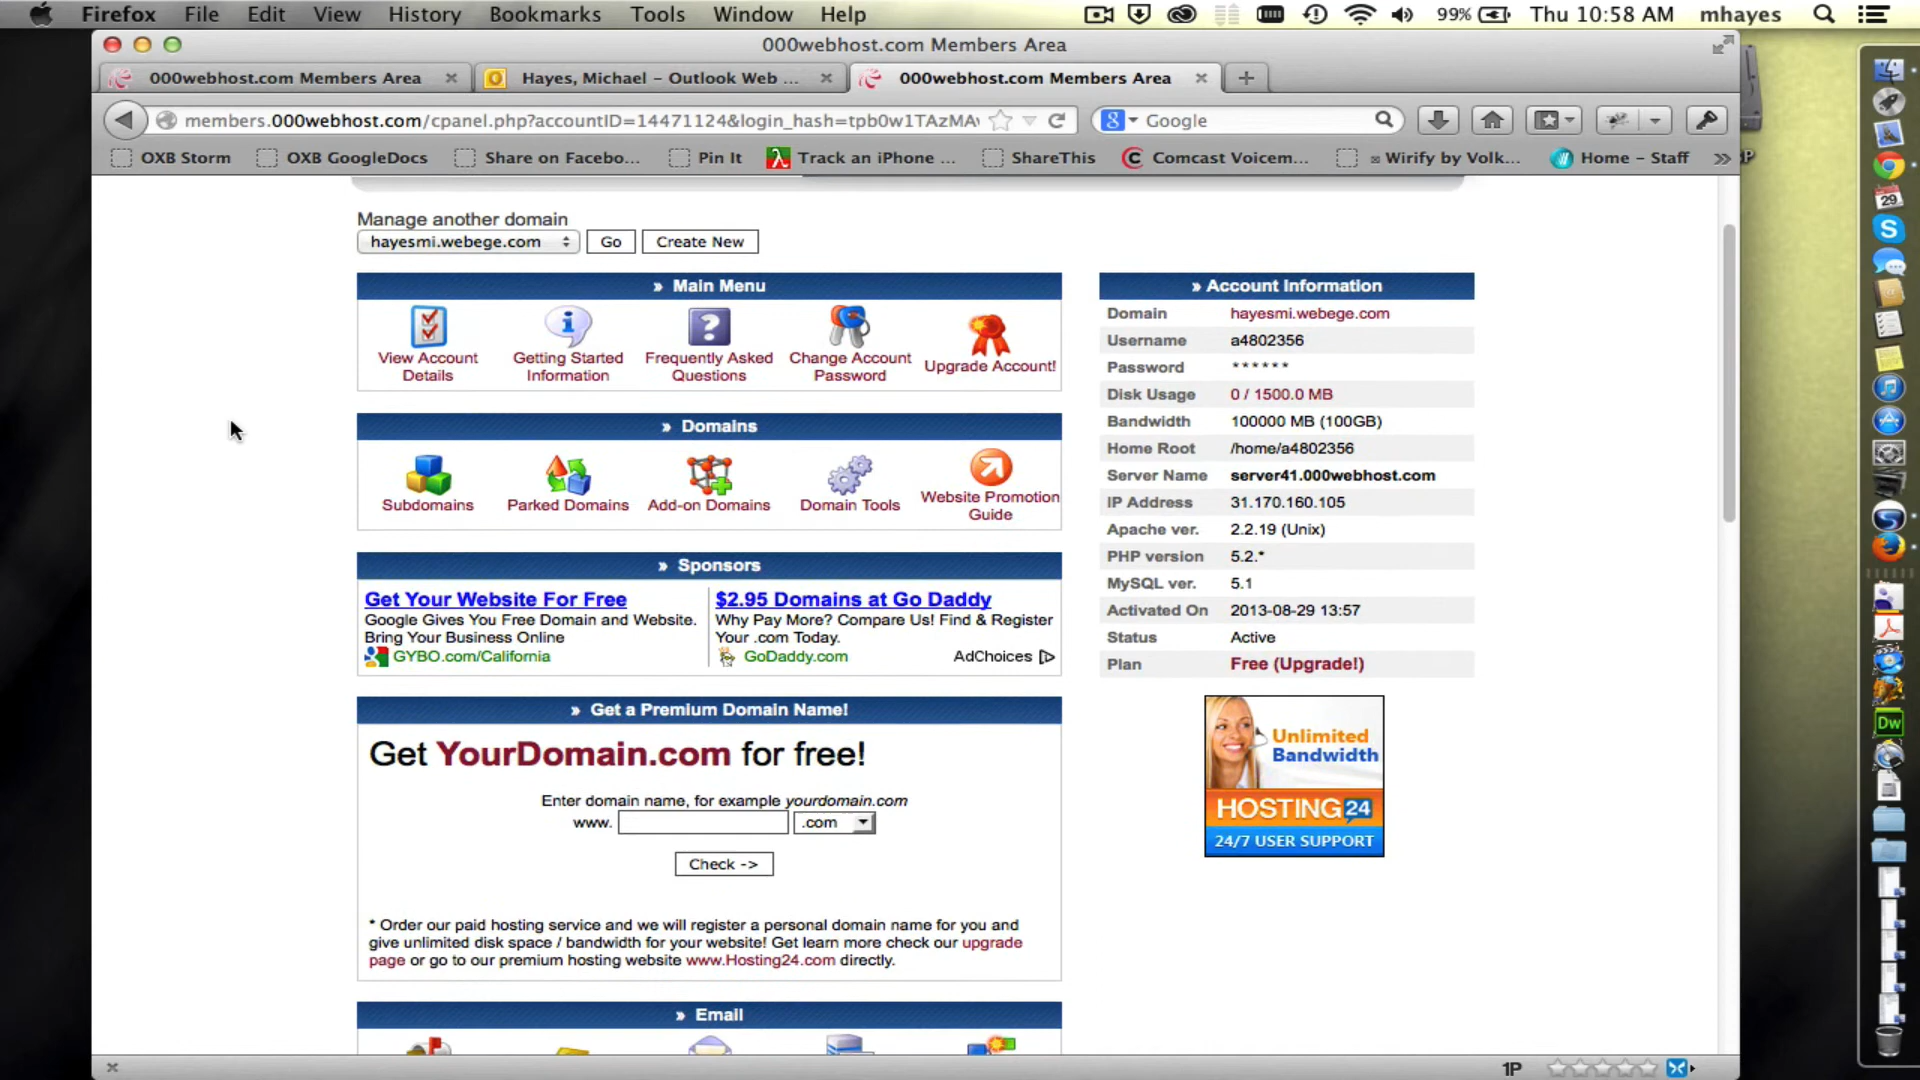 Firefox File Edit View History Bookmarks Tools Window Help 99% Thu 10:58 AM mhayes
000webhost.com Members Area
000webhost.com Members Area Hayes, Michael – Outlook Web ... 000webhost.com Members Area
members.000webhost.com/cpanel.php?accountID=14471124&login_hash=tpb0w1TAzMA Google
OXB Storm OXB GoogleDocs Share on Facebo... Pin It Track an iPhone ... ShareThis Comcast Voicem... Wirify by Volk... Home – Staff »
Manage another domain
hayesmi.webege.com Go Create New
» Main Menu
View Account Details
Getting Started Information
Frequently Asked Questions
Change Account Password
Upgrade Account!
» Domains
Subdomains
Parked Domains
Add-on Domains
Domain Tools
Website Promotion Guide
» Sponsors
Get Your Website For Free
Google Gives You Free Domain and Website.
Bring Your Business Online
GYBO.com/California
$2.95 Domains at Go Daddy
Why Pay More? Compare Us! Find & Register
Your .com Today.
GoDaddy.com
AdChoices
» Get a Premium Domain Name!
Get YourDomain.com for free!
Enter domain name, for example yourdomain.com
www. .com
Check ->
* Order our paid hosting service and we will register a personal domain name for you and
give unlimited disk space / bandwidth for your website! Get learn more check our upgrade
page or go to our premium hosting website www.Hosting24.com directly.
» Email
» Account Information
Domain hayesmi.webege.com
Username a4802356
Password ******
Disk Usage 0 / 1500.0 MB
Bandwidth 100000 MB (100GB)
Home Root /home/a4802356
Server Name server41.000webhost.com
IP Address 31.170.160.105
Apache ver. 2.2.19 (Unix)
PHP version 5.2.*
MySQL ver. 5.1
Activated On 2013-08-29 13:57
Status Active
Plan Free (Upgrade!)
Unlimited
Bandwidth
HOSTING 24
24/7 USER SUPPORT
29
Dw
1P